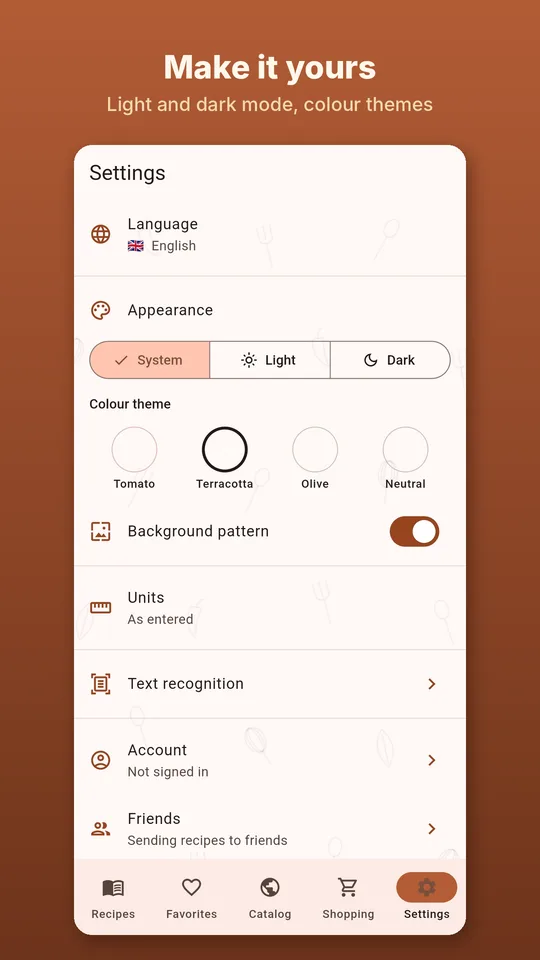 Make it yours
Light and dark mode, colour themes
Settings
Language
🇬🇧 English
Appearance
System
Light
Dark
Colour theme
Tomato
Terracotta
Olive
Neutral
Background pattern
Units
As entered
Text recognition
Account
Not signed in
Friends
Sending recipes to friends
Recipes
Favorites
Catalog
Shopping
Settings